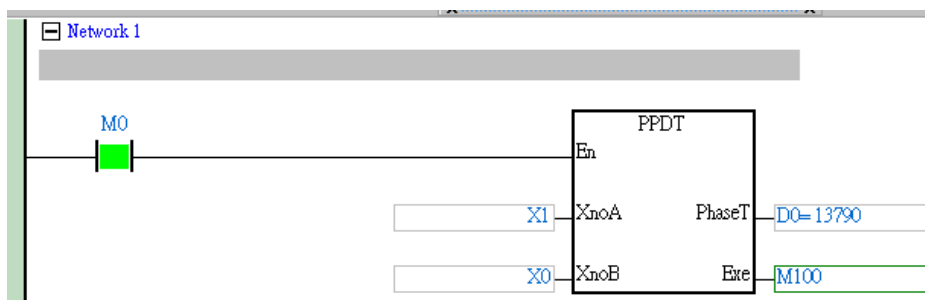 Network 1
M0
PPDT
En
X1 XnoA PhaseT D0=13790
X0 XnoB Exe M100